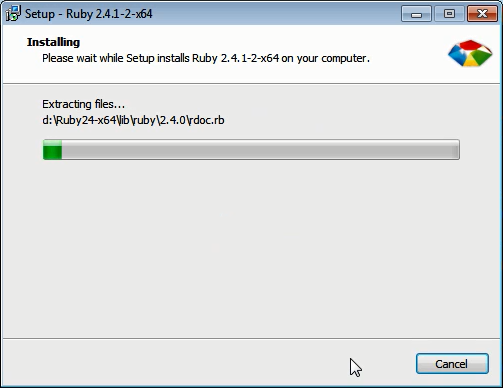 Setup - Ruby 2.4.1-2-x64
Installing
Please wait while Setup installs Ruby 2.4.1-2-x64 on your computer.
Extracting files...
d:\Ruby24-x64\lib\ruby\2.4.0\rdoc.rb
Cancel